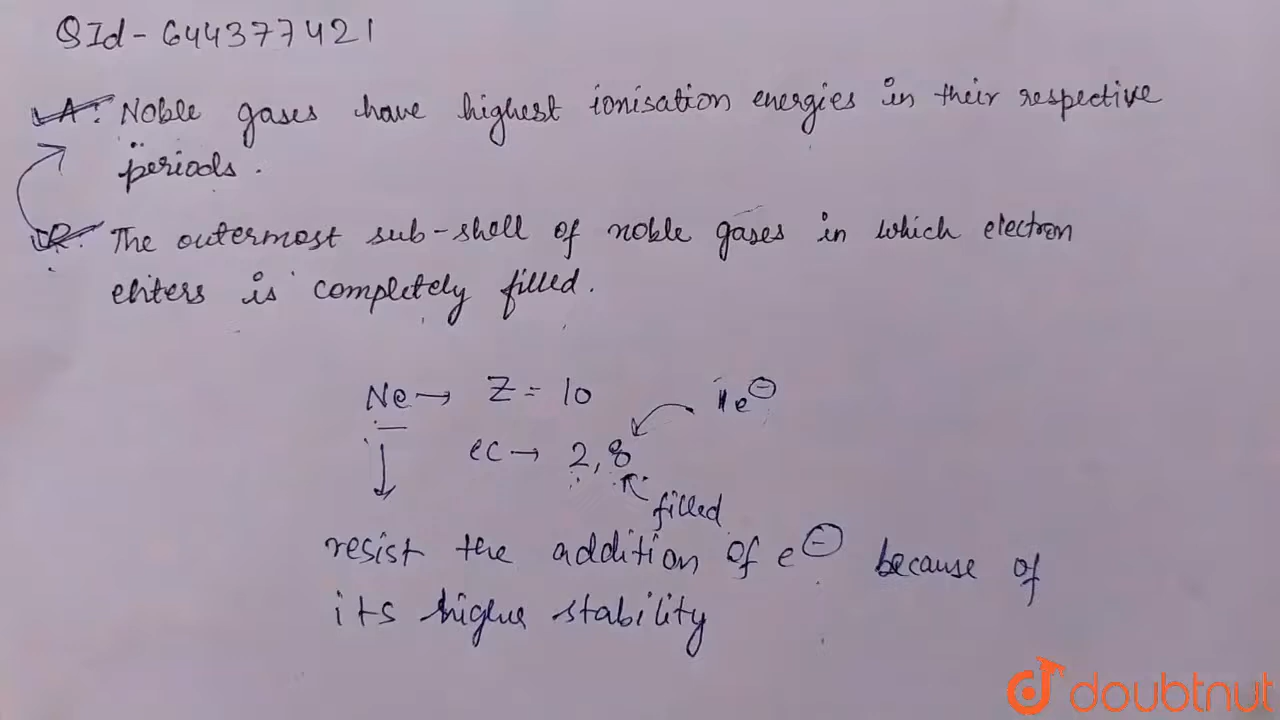 QId - 644377421
A: Noble gases have highest ionisation energies in their respective
periods.
R: The outermost sub-shell of noble gases in which electron
enters is completely filled.
Ne → Z = 10
1e⊖
ec → 2,8
filled
resist the addition of e⊖ because of
its higher stability
doubtnut